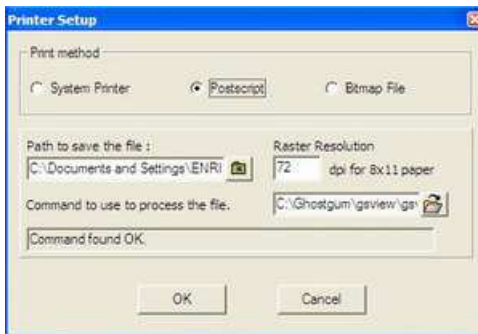 Printer Setup
Print method
System Printer
Postscript
Bitmap File
Path to save the file :
Raster Resolution
C:\Documents and Settings\ENRI
72
dpi for 8x11 paper
Command to use to process the file.
C:\Ghostgum\gsview\gsv
Command found OK.
OK
Cancel